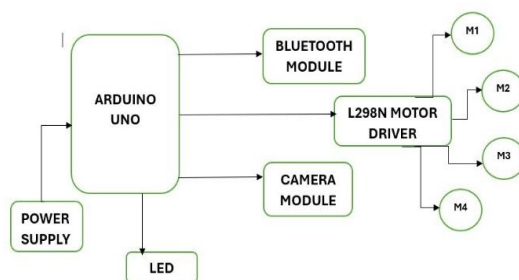 M1
BLUETOOTH
MODULE
ARDUINO
UNO
M2
L298N MOTOR
DRIVER
M3
CAMERA
MODULE
M4
POWER
SUPPLY
LED